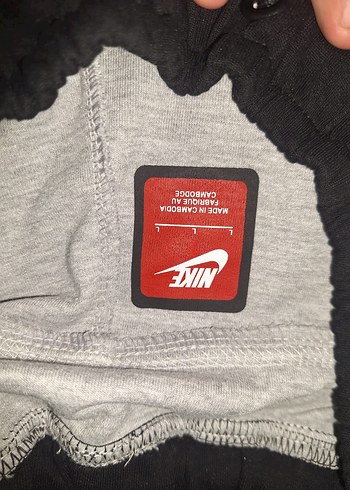 NIKE
L L L
MADE IN CAMBODIA
FABRIQUE AU
CAMBODGE